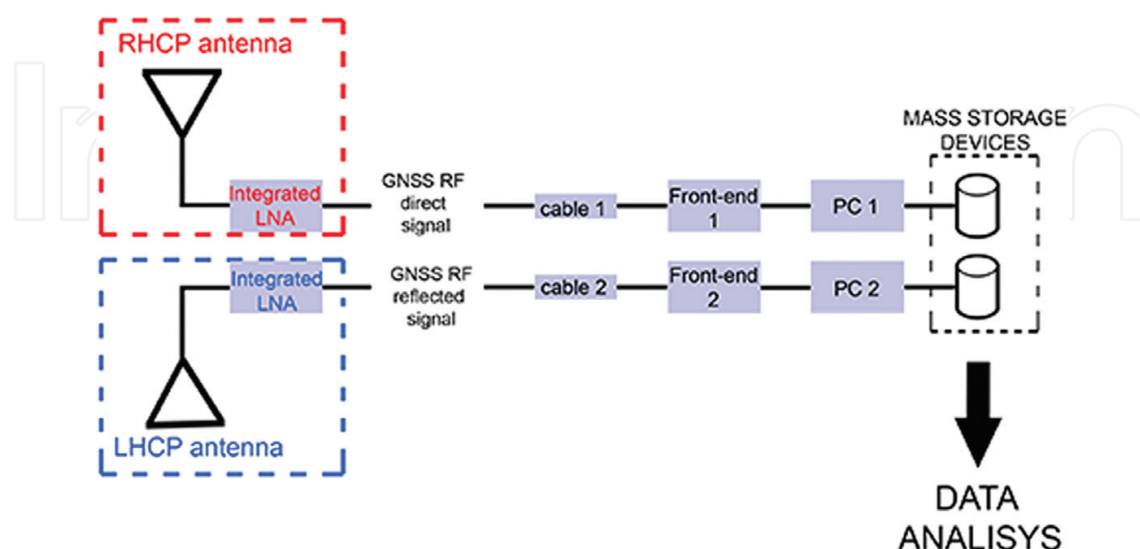 RHCP antenna
Integrated
LNA
GNSS RF
direct
signal
cable 1
Front-end
1
PC 1
MASS STORAGE
DEVICES
Integrated
LNA
GNSS RF
reflected
signal
cable 2
Front-end
2
PC 2
LHCP antenna
DATA
ANALISYS